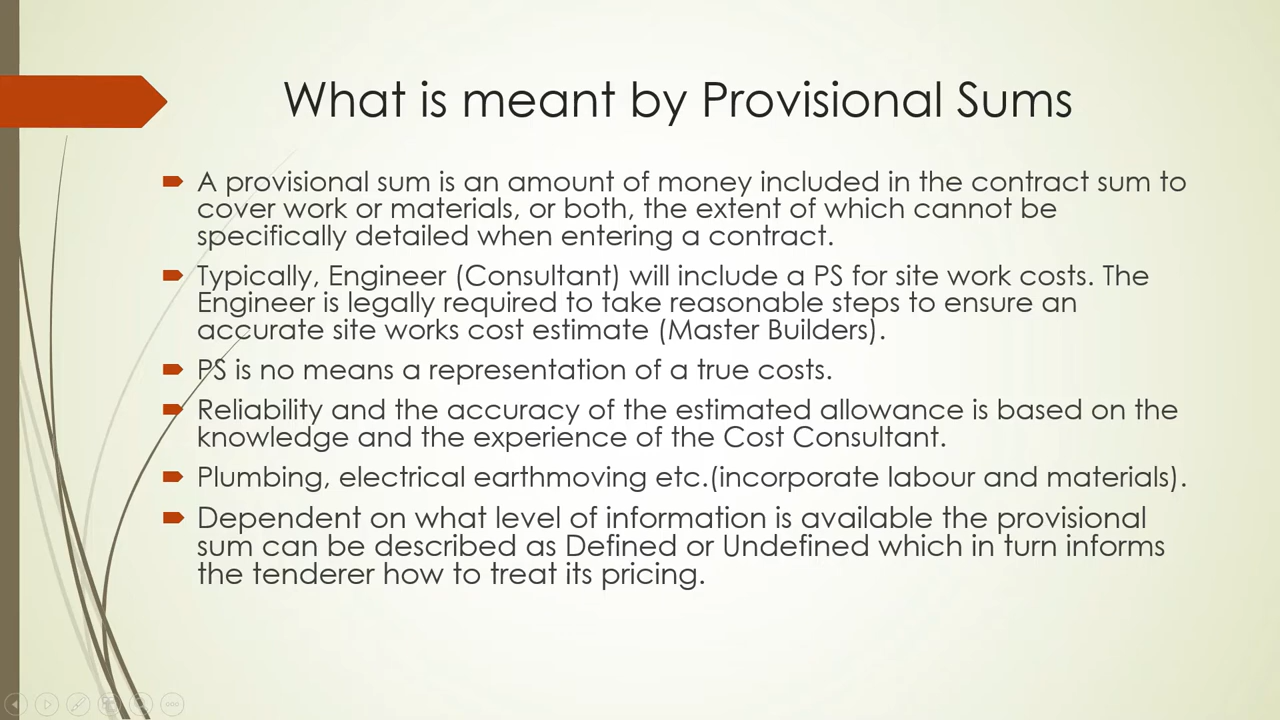 What is meant by Provisional Sums
A provisional sum is an amount of money included in the contract sum to
cover work or materials, or both, the extent of which cannot be
specifically detailed when entering a contract.
Typically, Engineer (Consultant) will include a PS for site work costs. The
Engineer is legally required to take reasonable steps to ensure an
accurate site works cost estimate (Master Builders).
PS is no means a representation of a true costs.
Reliability and the accuracy of the estimated allowance is based on the
knowledge and the experience of the Cost Consultant.
Plumbing, electrical earthmoving etc.(incorporate labour and materials).
Dependent on what level of information is available the provisional
sum can be described as Defined or Undefined which in turn informs
the tenderer how to treat its pricing.